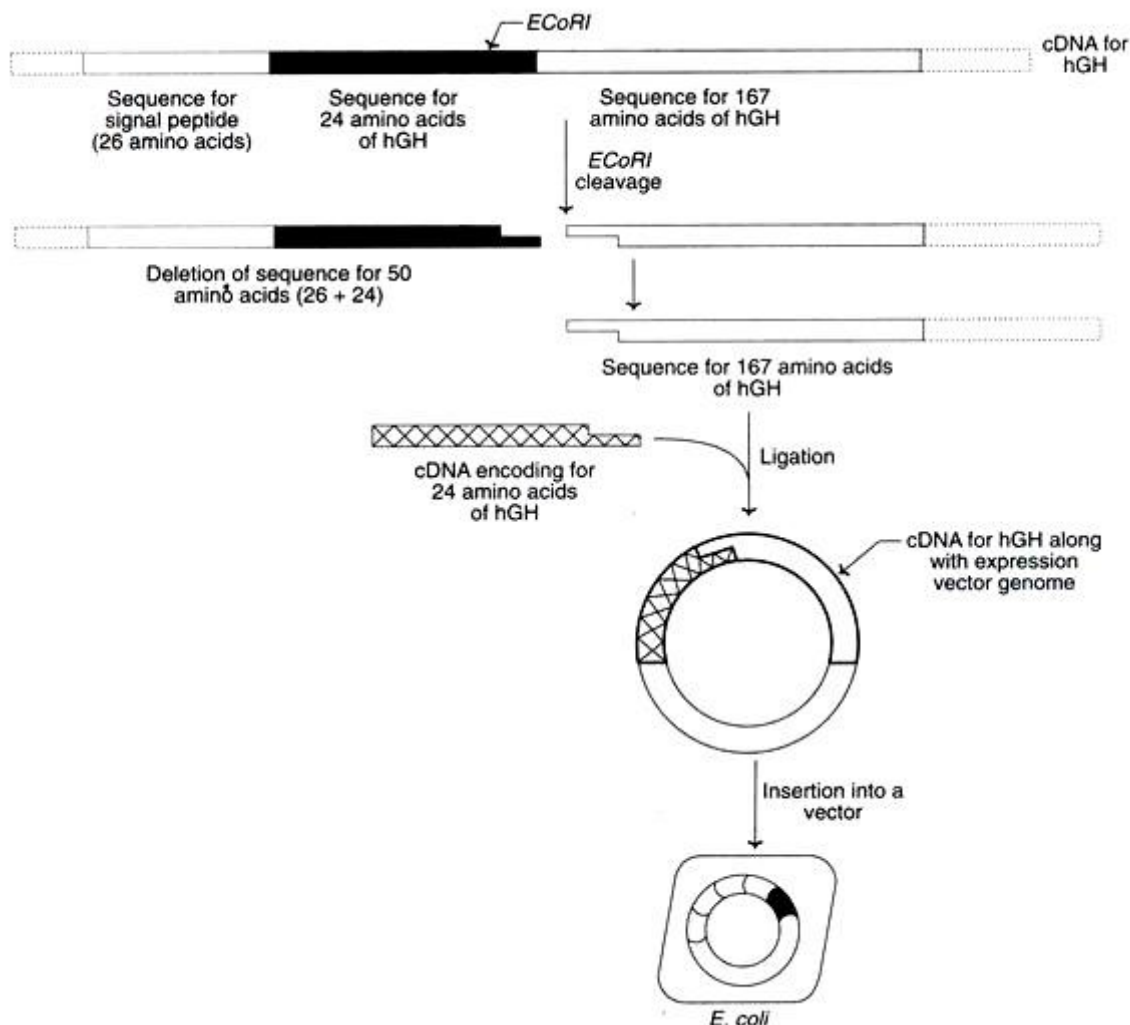 ECoRI
cDNA for
hGH
Sequence for
signal peptide
(26 amino acids)
Sequence for
24 amino acids
of hGH
Sequence for 167
amino acids of hGH
ECoRI
cleavage
Deletion of sequence for 50
amino acids (26 + 24)
Sequence for 167 amino acids
of hGH
cDNA encoding for
24 amino acids
of hGH
Ligation
cDNA for hGH along
with expression
vector genome
Insertion into a
vector
E. coli